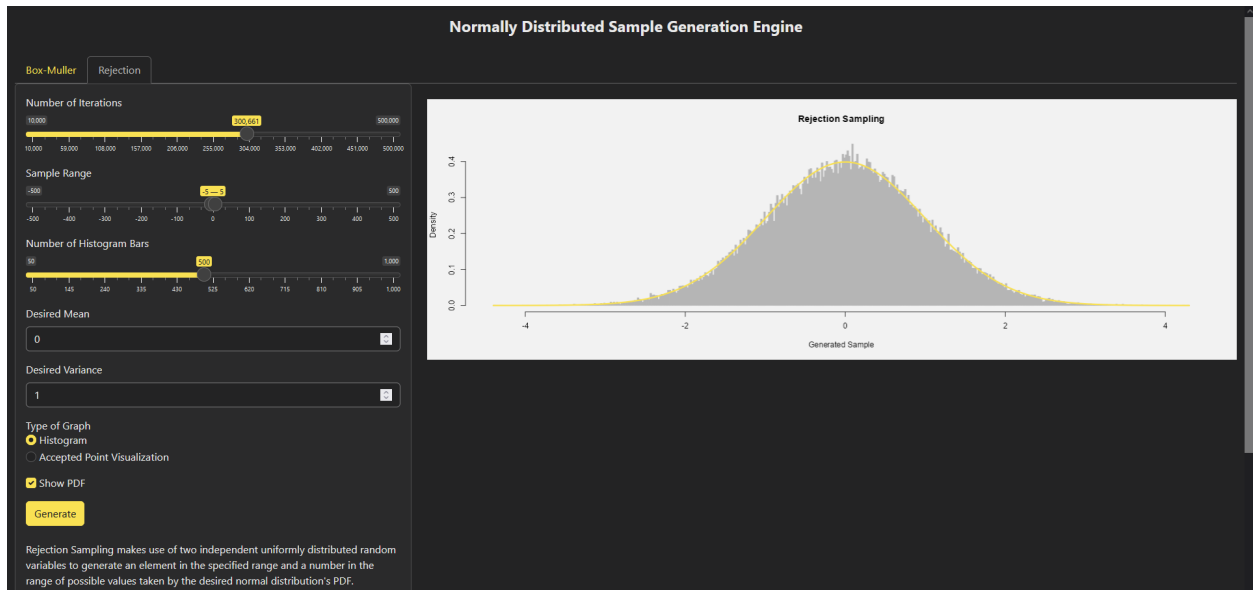 Normally Distributed Sample Generation Engine
Box-Muller
Rejection
Number of Iterations
10,000 300,661 500,000
10,000 59,000 108,000 157,000 206,000 255,000 304,000 353,000 402,000 451,000 500,000
Sample Range
-500 -5 — 5 500
-500 -400 -300 -200 -100 0 100 200 300 400 500
Number of Histogram Bars
50 500 1,000
50 145 240 335 430 525 620 715 810 905 1,000
Desired Mean
0
Desired Variance
1
Type of Graph
Histogram
Accepted Point Visualization
Show PDF
Generate
Rejection Sampling makes use of two independent uniformly distributed random
variables to generate an element in the specified range and a number in the
range of possible values taken by the desired normal distribution's PDF.
Rejection Sampling
Density
0.4
0.3
0.2
0.1
0.0
-4 -2 0 2 4
Generated Sample